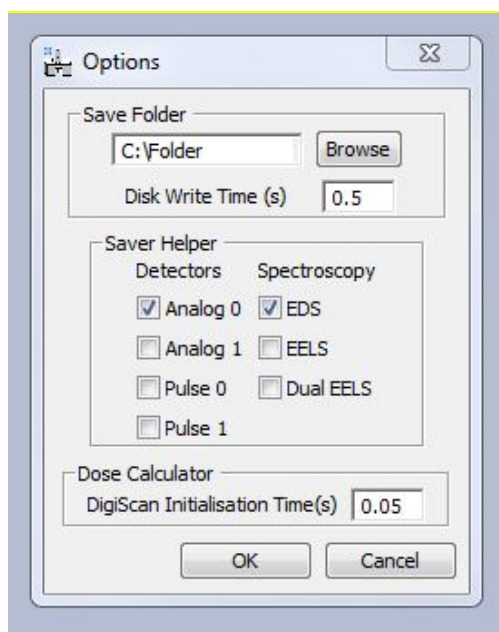 Options
Save Folder
C:\Folder Browse
Disk Write Time (s) 0.5
Saver Helper
Detectors Spectroscopy
Analog 0 EDS
Analog 1 EELS
Pulse 0 Dual EELS
Pulse 1
Dose Calculator
DigiScan Initialisation Time(s) 0.05
OK Cancel